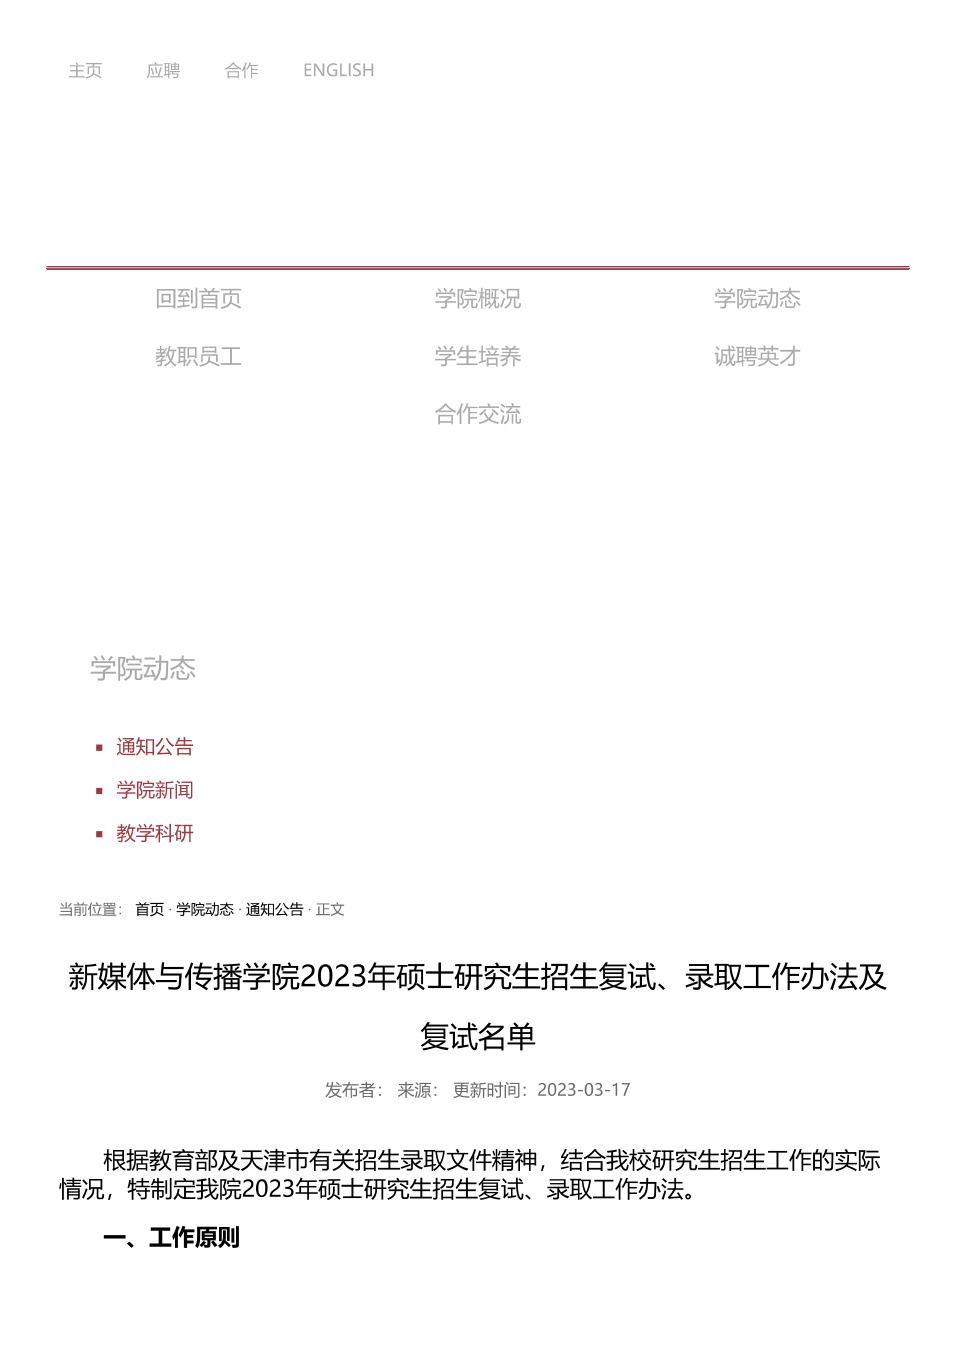 主页 应聘 合作 ENGLISH
回到首页 学院概况 学院动态
教职员工 学生培养 诚聘英才
合作交流
学院动态
▪ 通知公告
▪ 学院新闻
▪ 教学科研
当前位置： 首页 · 学院动态 · 通知公告 · 正文
新媒体与传播学院2023年硕士研究生招生复试、录取工作办法及
复试名单
发布者： 来源： 更新时间：2023-03-17
根据教育部及天津市有关招生录取文件精神，结合我校研究生招生工作的实际
情况，特制定我院2023年硕士研究生招生复试、录取工作办法。
一、工作原则